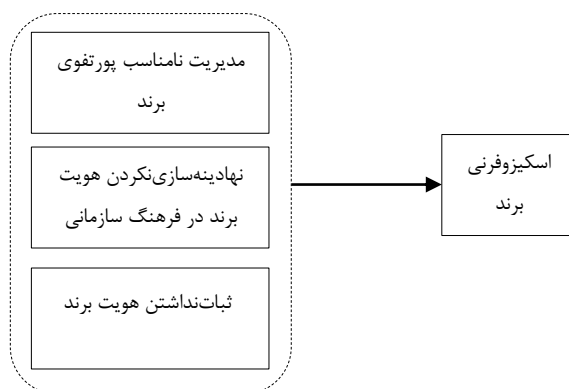 مدیریت نامناسب پورتفوی
برند
نهادینه‌سازی‌نکردن هویت
برند در فرهنگ سازمانی
ثبات‌نداشتن هویت برند
اسکیزوفرنی
برند